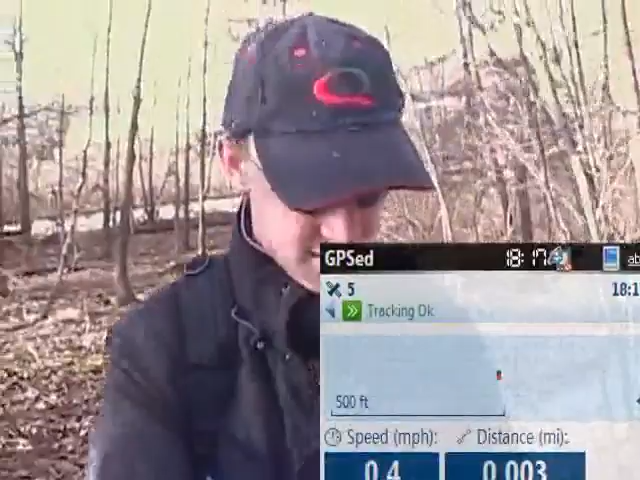 GPSed 18:17
5 18:1
Tracking Ok
500 ft
Speed (mph): Distance (mi):
0.4 0.003